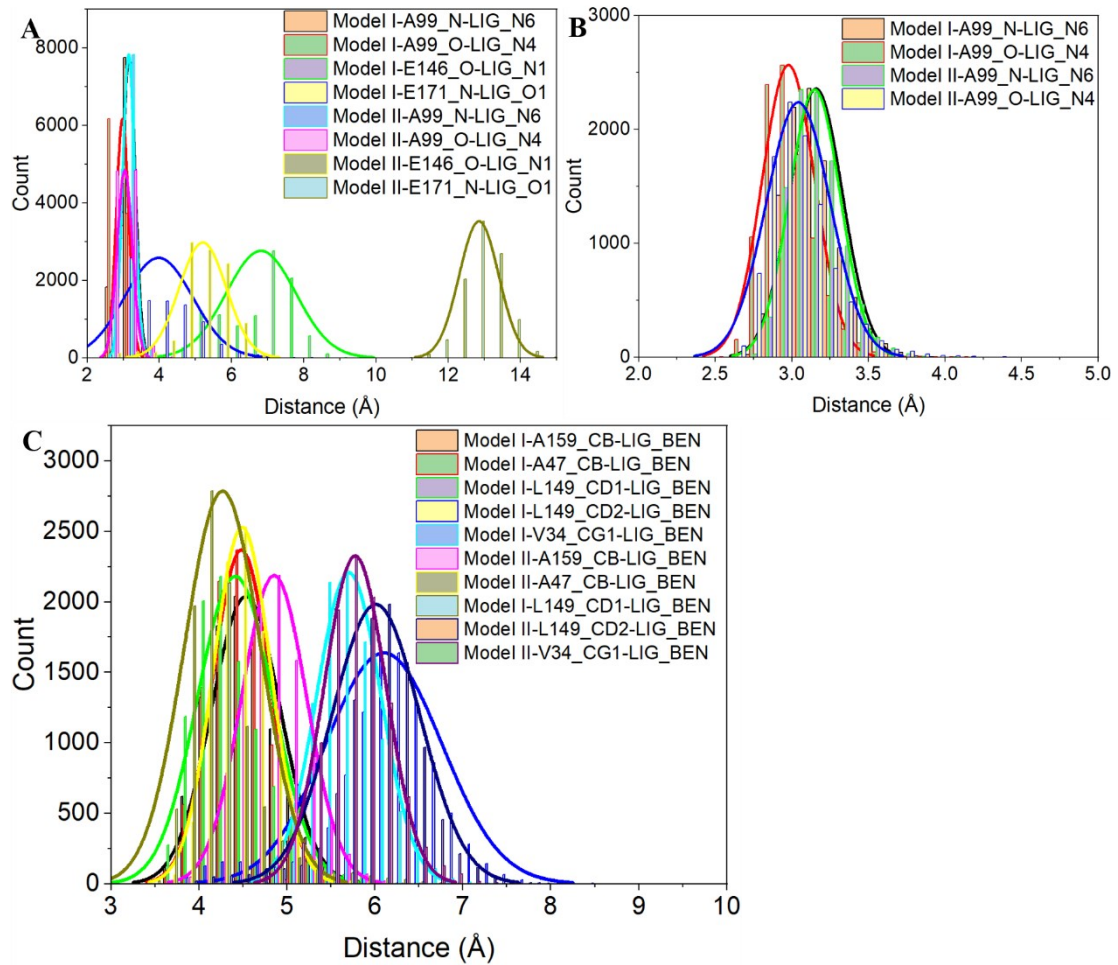 A
Model I-A99_N-LIG_N6
Model I-A99_O-LIG_N4
Model I-E146_O-LIG_N1
Model I-E171_N-LIG_O1
Model II-A99_N-LIG_N6
Model II-A99_O-LIG_N4
Model II-E146_O-LIG_N1
Model II-E171_N-LIG_O1
8000
6000
4000
2000
0
Count
2 4 6 8 10 12 14
Distance (Å)
B
Model I-A99_N-LIG_N6
Model I-A99_O-LIG_N4
Model II-A99_N-LIG_N6
Model II-A99_O-LIG_N4
3000
2000
1000
0
Count
2.0 2.5 3.0 3.5 4.0 4.5 5.0
Distance (Å)
C
Model I-A159_CB-LIG_BEN
Model I-A47_CB-LIG_BEN
Model I-L149_CD1-LIG_BEN
Model I-L149_CD2-LIG_BEN
Model I-V34_CG1-LIG_BEN
Model II-A159_CB-LIG_BEN
Model II-A47_CB-LIG_BEN
Model I-L149_CD1-LIG_BEN
Model II-L149_CD2-LIG_BEN
Model II-V34_CG1-LIG_BEN
3000
2500
2000
1500
1000
500
0
Count
3 4 5 6 7 8 9 10
Distance (Å)